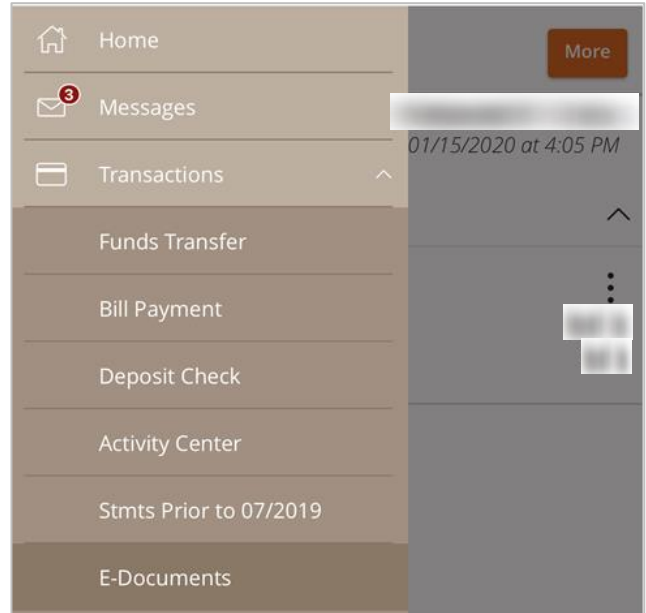 Home
More
3
Messages
01/15/2020 at 4:05 PM
Transactions
Funds Transfer
Bill Payment
Deposit Check
Activity Center
Stmts Prior to 07/2019
E-Documents